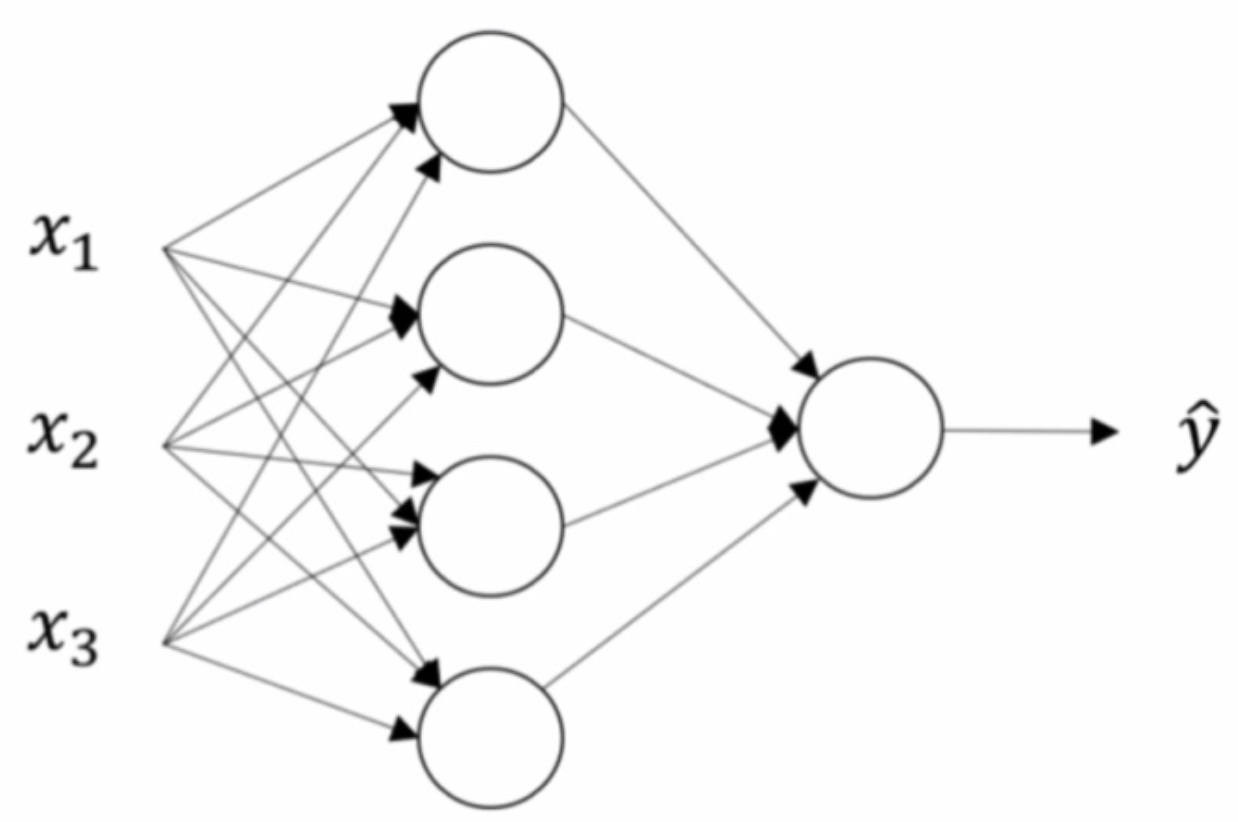 x₁
x₂
ŷ
x₃